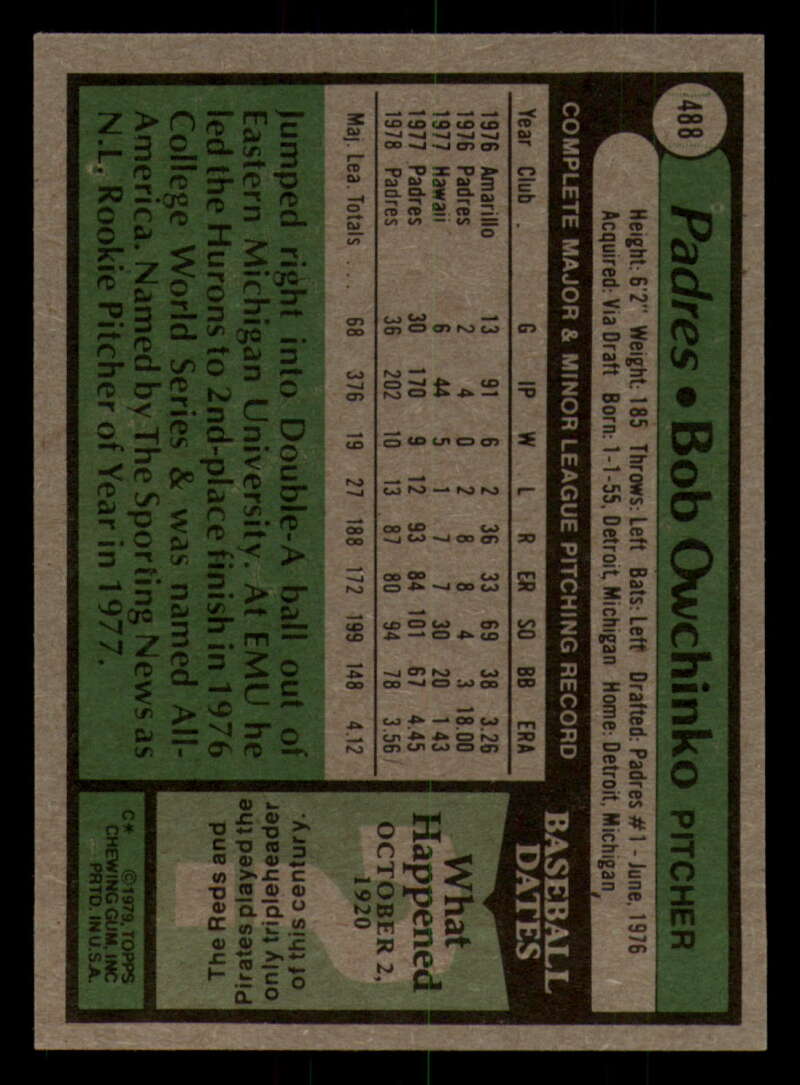 488
Padres • Bob Owchinko PITCHER
Height: 6'2" Weight: 185 Throws: Left Bats: Left Drafted: Padres #1 - June, 1976
Acquired: Via Draft Born: 1-1-55, Detroit, Michigan Home: Detroit, Michigan
COMPLETE MAJOR & MINOR LEAGUE PITCHING RECORD
Year Club G IP W L R ER SO BB ERA
1976 Amarillo 13 91 6 2 36 33 69 38 3.26
1976 Padres 2 4 0 2 8 8 4 3 18.00
1977 Hawaii 6 44 5 1 7 7 30 20 1.43
1977 Padres 30 170 9 12 93 84 101 67 4.45
1978 Padres 36 202 10 13 87 80 94 78 3.56
Maj. Lea. Totals ... 68 376 19 27 188 172 199 148 4.12
Jumped right into Double-A ball out of
Eastern Michigan University. At EMU he
led the Hurons to 2nd-place finish in 1976
College World Series & was named All-
America. Named by The Sporting News as
N.L. Rookie Pitcher of Year in 1977.
BASEBALL
DATES
What
Happened
OCTOBER 2,
1920
The Reds and
Pirates played the
only tripleheader
of this century.
C* ©1979, TOPPS
CHEWING GUM, INC
PRTD. IN U.S.A.